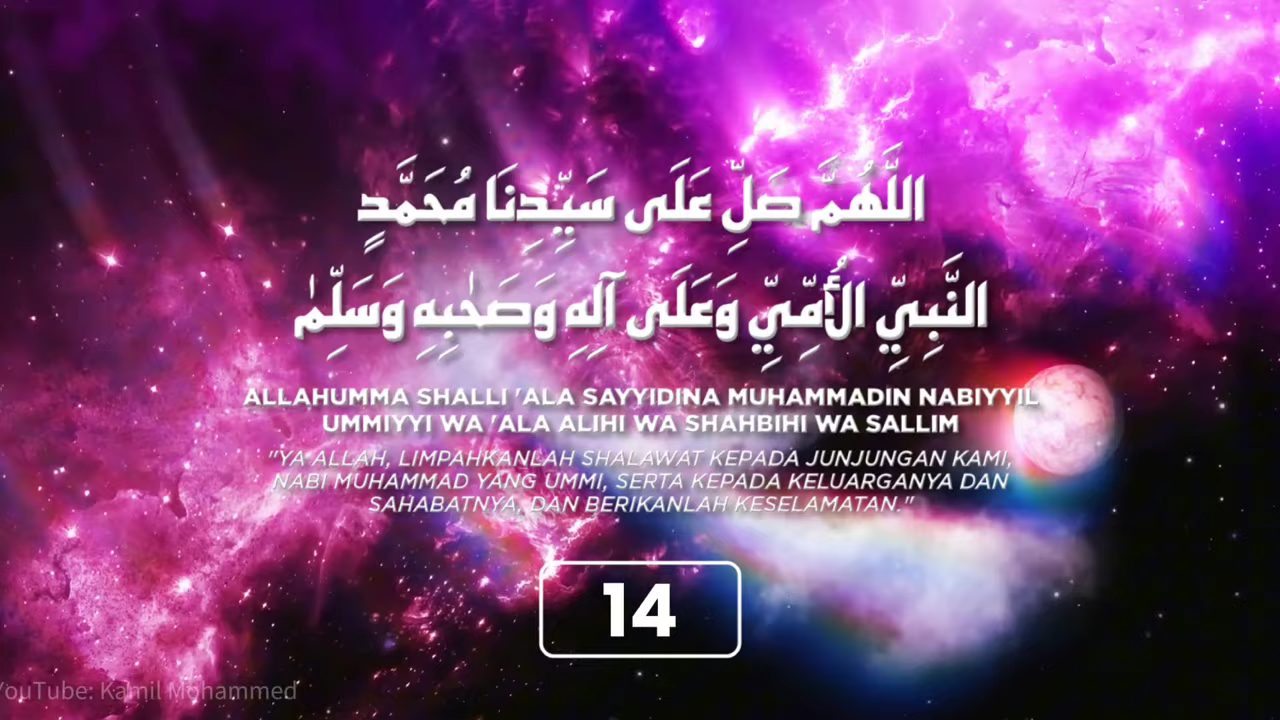 اللَّهُمَّ صَلِّ عَلَى سَيِّدِنَا مُحَمَّدٍ
النَّبِيِّ الأُمِّيِّ وَعَلَى آلِهِ وَصَحْبِهِ وَسَلِّمْ
ALLAHUMMA SHALLI 'ALA SAYYIDINA MUHAMMADIN NABIYYIL
UMMIYYI WA 'ALA ALIHI WA SHAHBIHI WA SALLIM
"YA ALLAH, LIMPAHKANLAH SHALAWAT KEPADA JUNJUNGAN KAMI,
NABI MUHAMMAD YANG UMMI, SERTA KEPADA KELUARGANYA DAN
SAHABATNYA, DAN BERIKANLAH KESELAMATAN."
14
YouTube: Kamil Mohammed